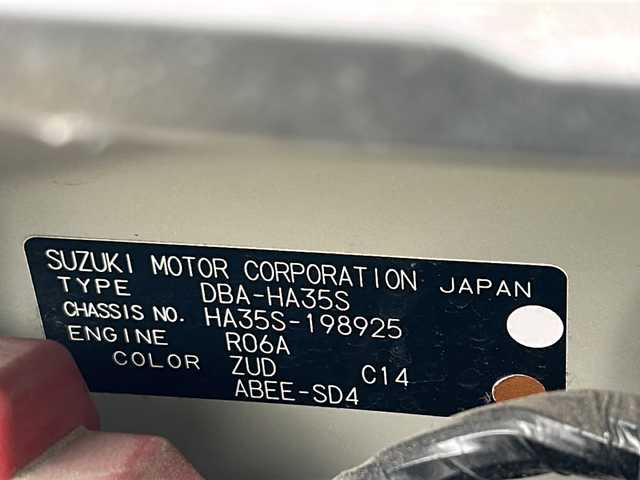 SUZUKI MOTOR CORPORATION JAPAN
TYPE DBA-HA35S
CHASSIS NO. HA35S-198925
ENGINE R06A
COLOR ZUD C14
ABEE-SD4